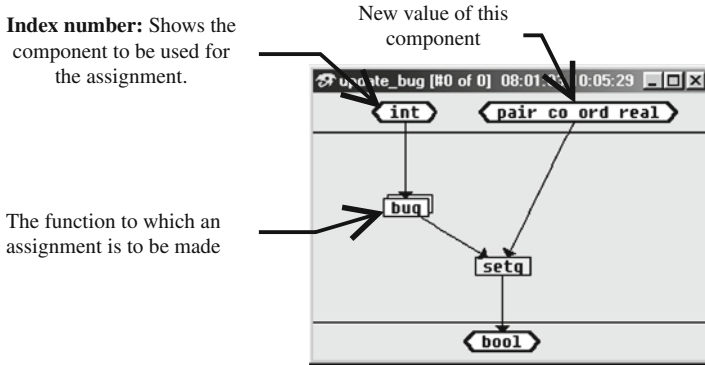 Index number: Shows the
component to be used for
the assignment.
New value of this
component
int
pair co ord real
The function to which an
assignment is to be made
bug
setq
bool